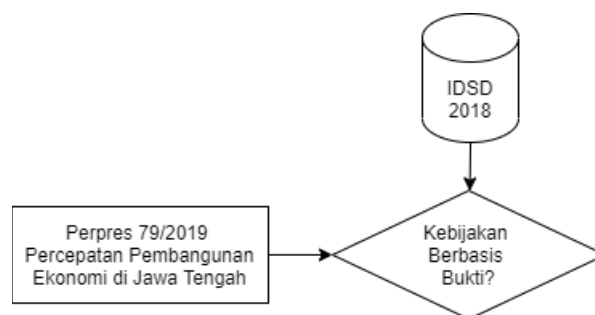 IDSD
2018
Perpres 79/2019
Percepatan Pembangunan
Ekonomi di Jawa Tengah
Kebijakan
Berbasis
Bukti?